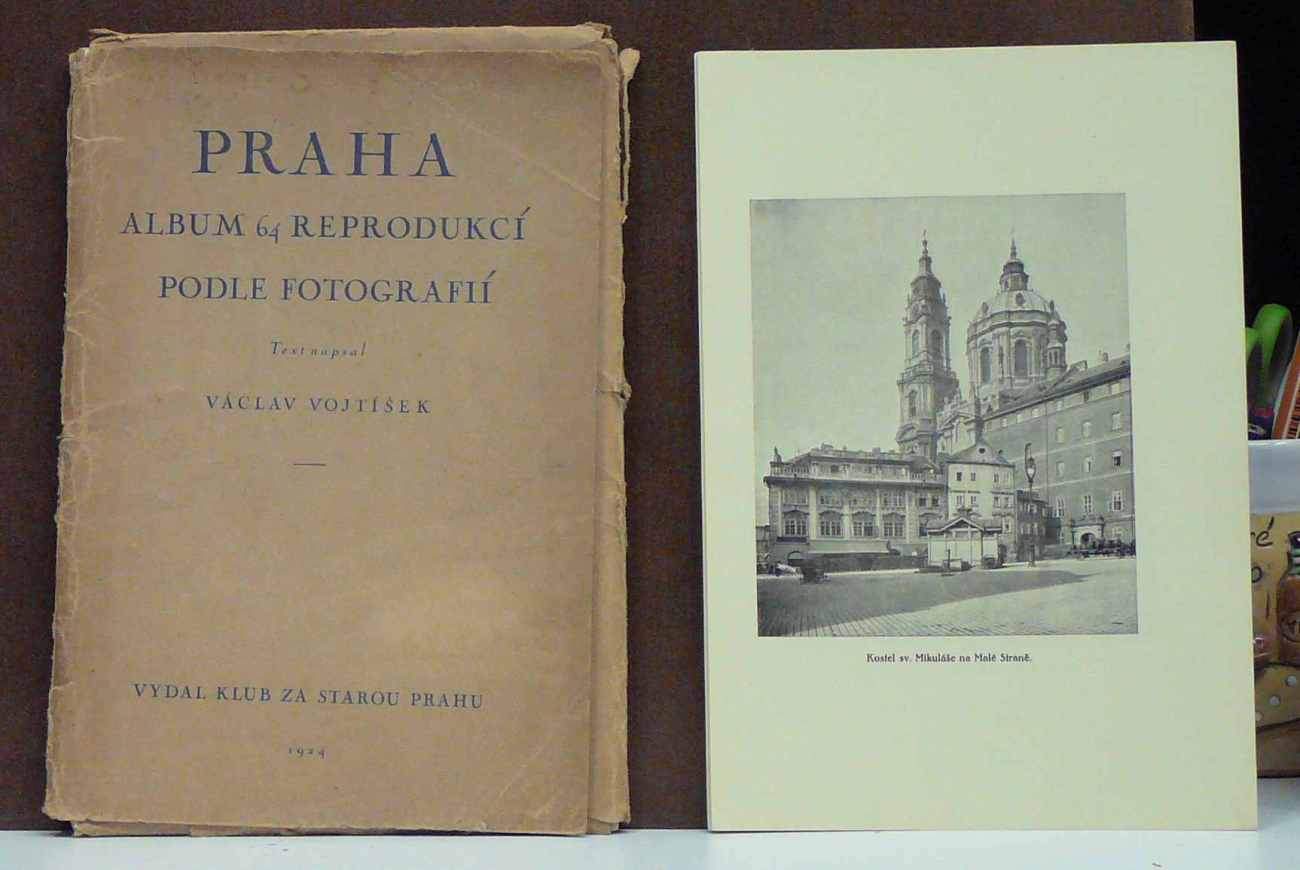 PRAHA
ALBUM 64 REPRODUKCÍ
PODLE FOTOGRAFIÍ
Text napsal
VÁCLAV VOJTÍŠEK
VYDAL KLUB ZA STAROU PRAHU
1924
Kostel sv. Mikuláše na Malé Straně.